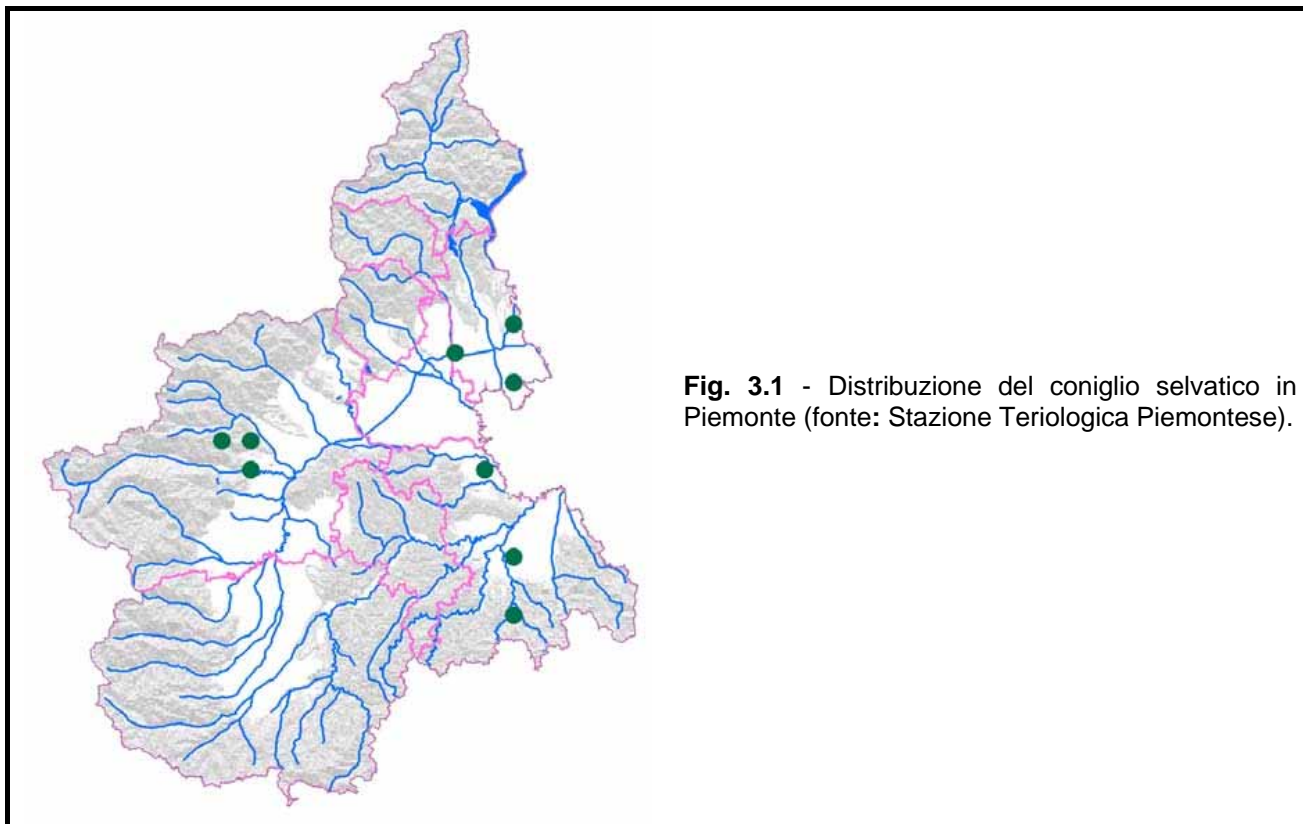 Fig. 3.1 - Distribuzione del coniglio selvatico in
Piemonte (fonte: Stazione Teriologica Piemontese).